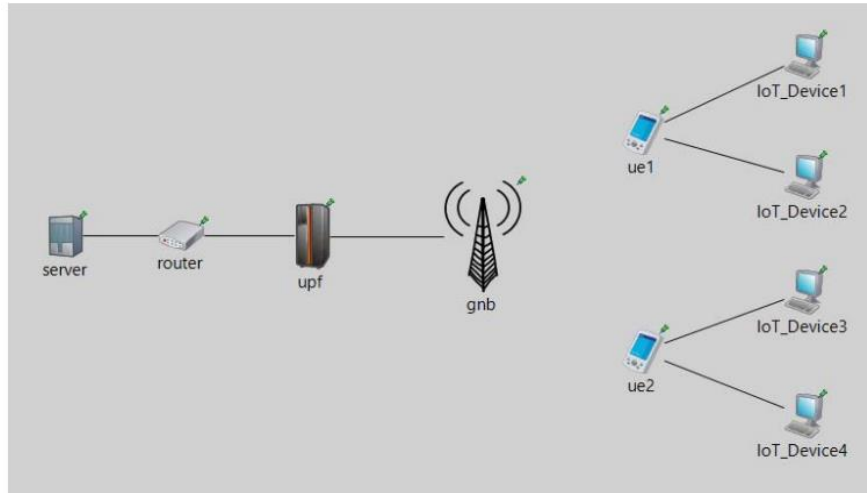 IoT_Device1
ue1
IoT_Device2
server
router
upf
gnb
IoT_Device3
ue2
IoT_Device4